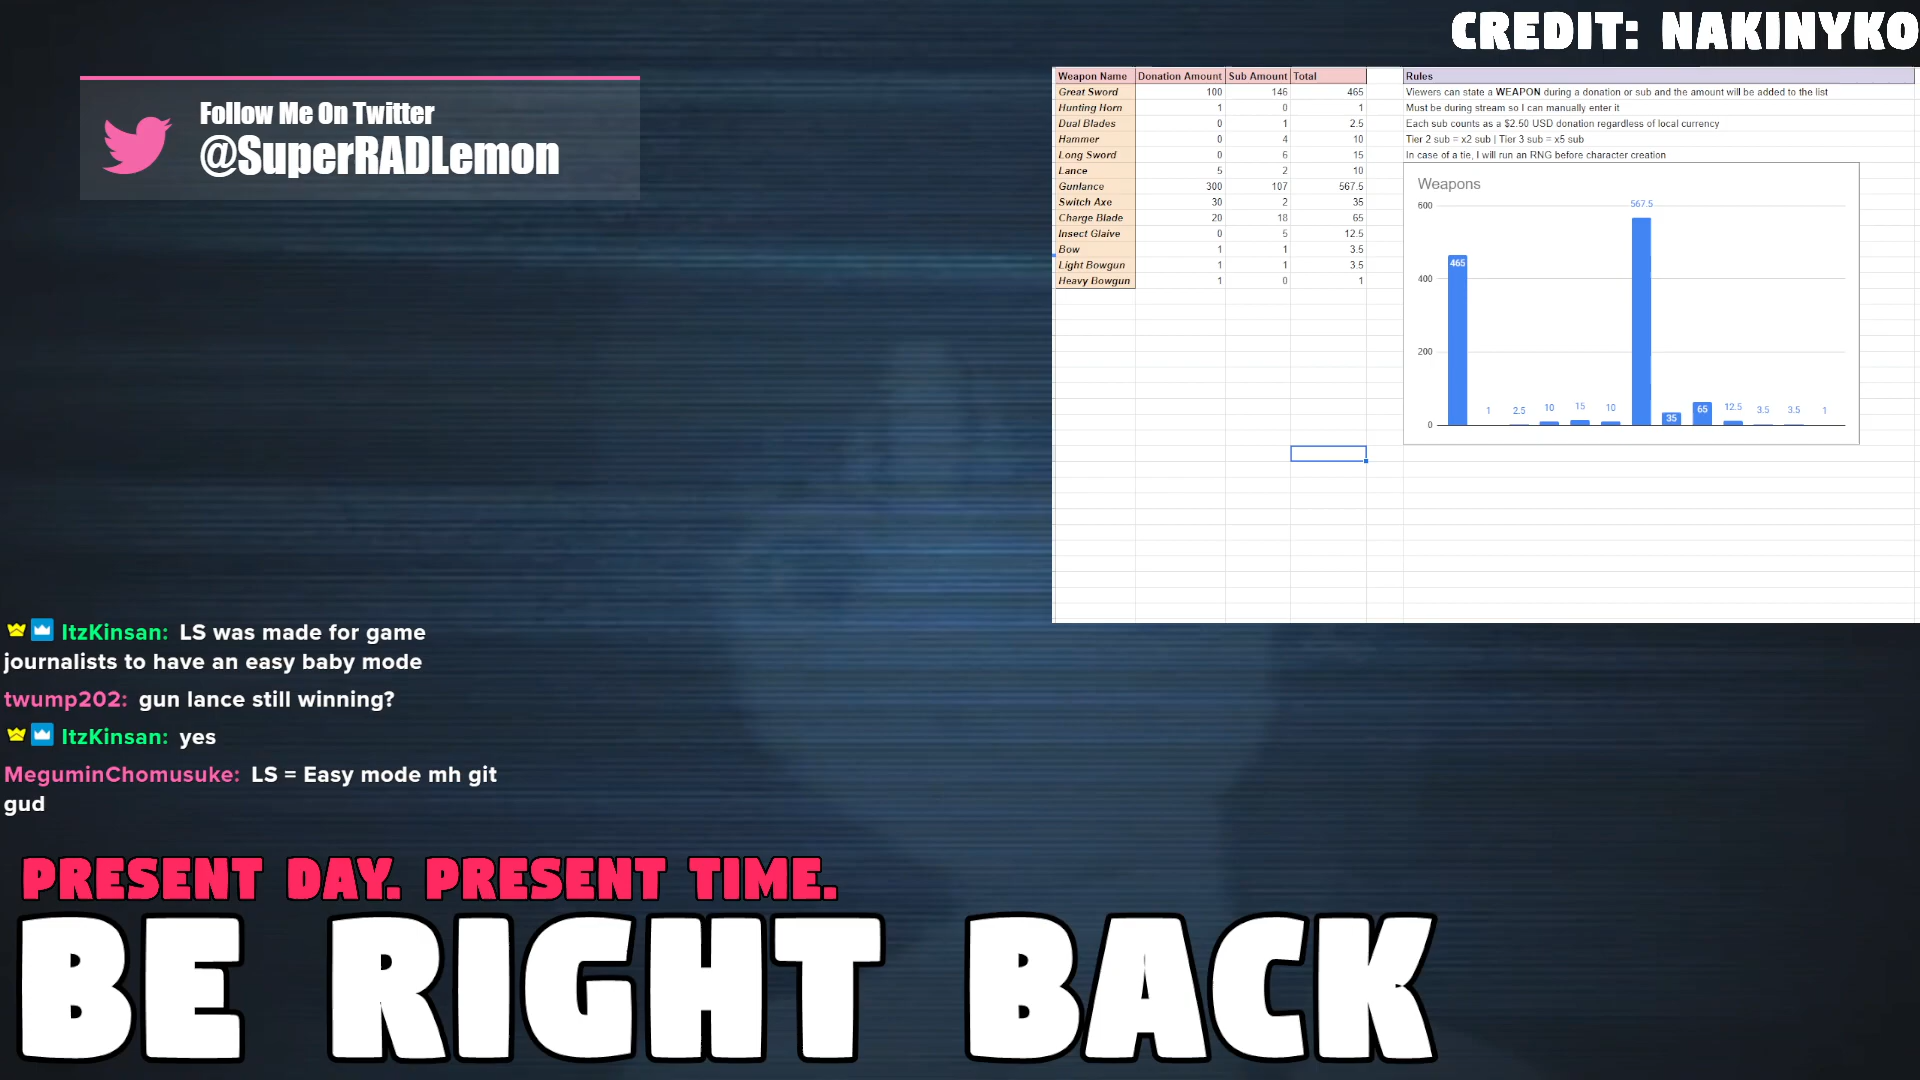 CREDIT: NAKINYKO
Follow Me On Twitter
@SuperRADLemon
Weapon Name Donation Amount Sub Amount Total
Great Sword 100 146 465
Hunting Horn 1 0 1
Dual Blades 0 1 2.5
Hammer 0 4 10
Long Sword 0 6 15
Lance 5 2 10
Gunlance 300 107 567.5
Switch Axe 30 2 35
Charge Blade 20 18 65
Insect Glaive 0 5 12.5
Bow 1 1 3.5
Light Bowgun 1 1 3.5
Heavy Bowgun 1 0 1
Rules
Viewers can state a WEAPON during a donation or sub and the amount will be added to the list
Must be during stream so I can manually enter it
Each sub counts as a $2.50 USD donation regardless of local currency
Tier 2 sub = x2 sub | Tier 3 sub = x5 sub
In case of a tie, I will run an RNG before character creation
Weapons
600
400
200
0
465 1 2.5 10 15 10 567.5 35 65 12.5 3.5 3.5 1
ItzKinsan: LS was made for game
journalists to have an easy baby mode
twump202: gun lance still winning?
ItzKinsan: yes
MeguminChomusuke: LS = Easy mode mh git
gud
PRESENT DAY. PRESENT TIME.
BE RIGHT BACK